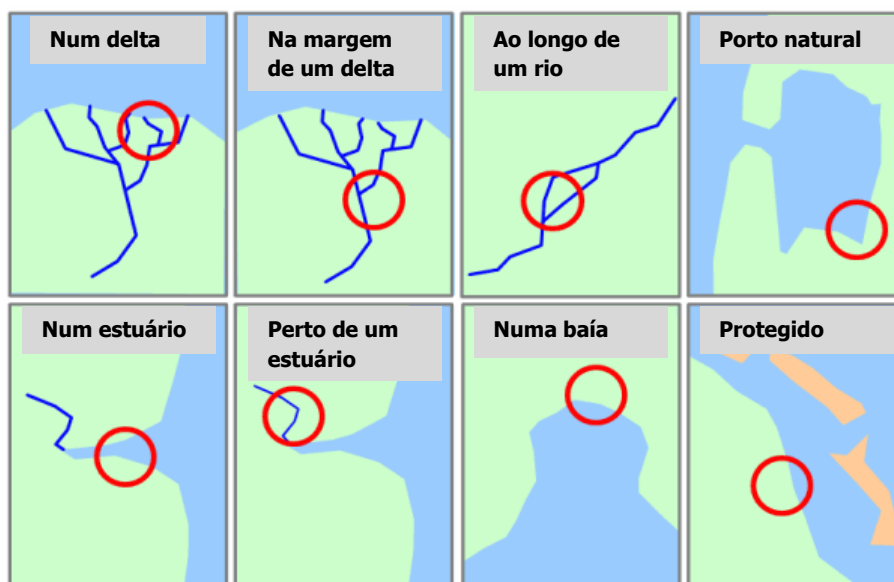 Num delta
Na margem
de um delta
Ao longo de
um rio
Porto natural
Num estuário
Perto de um
estuário
Numa baía
Protegido